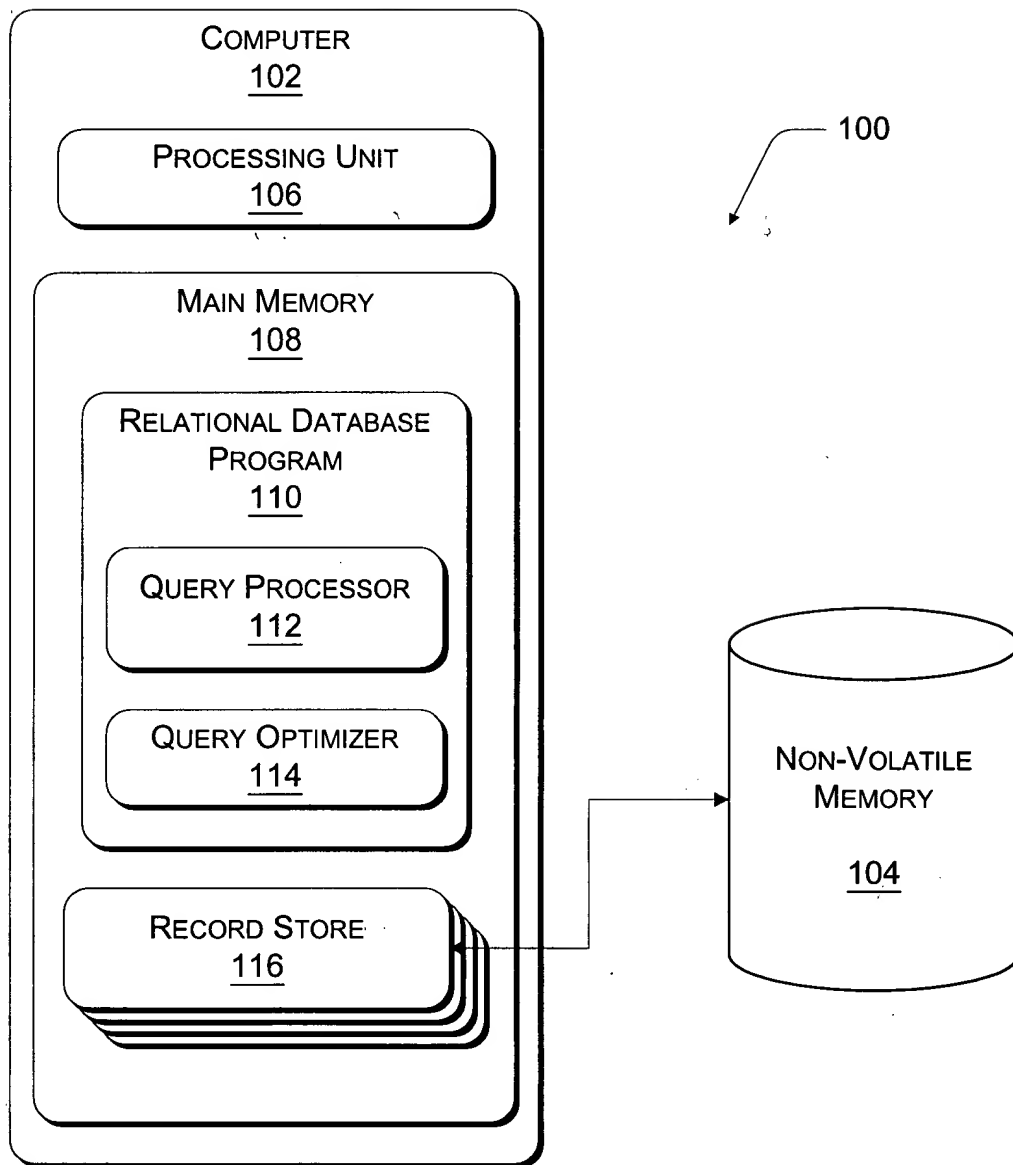 COMPUTER
102
PROCESSING UNIT
106
100
MAIN MEMORY
108
RELATIONAL DATABASE
PROGRAM
110
QUERY PROCESSOR
112
QUERY OPTIMIZER
114
NON-VOLATILE
MEMORY
104
RECORD STORE
116